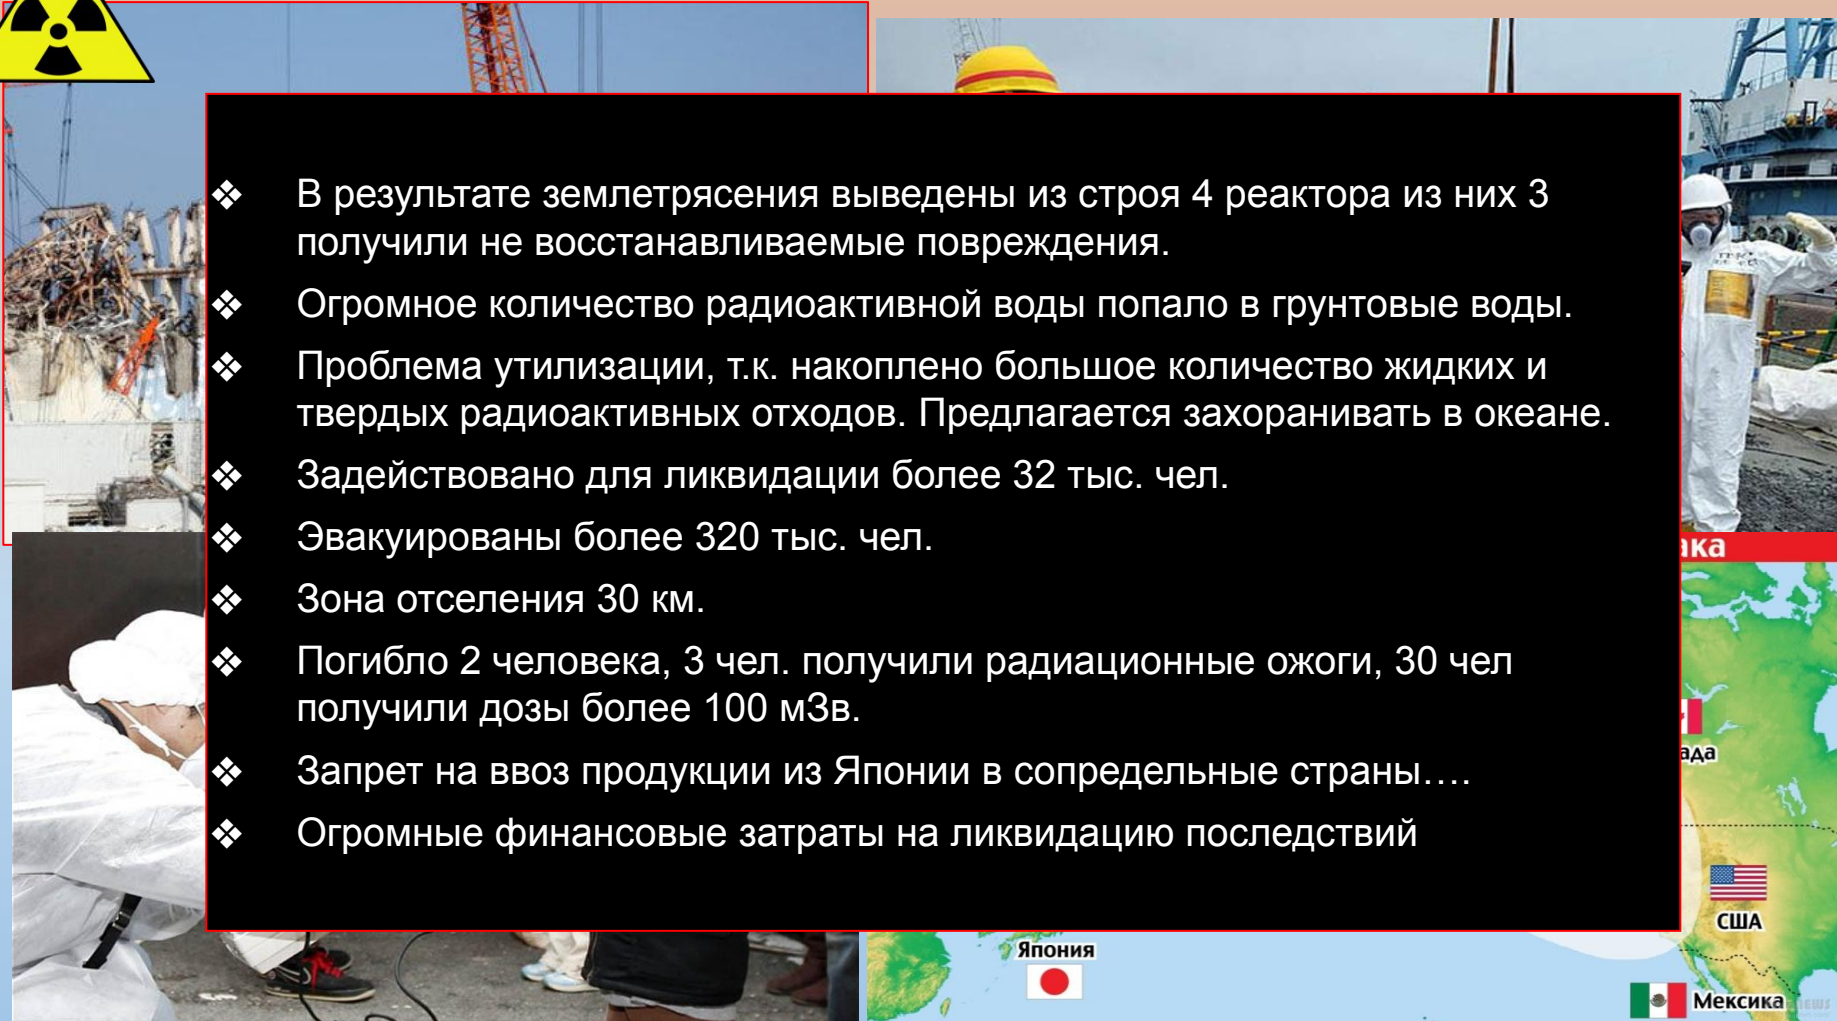 ❖ В результате землетрясения выведены из строя 4 реактора из них 3
получили не восстанавливаемые повреждения.
❖ Огромное количество радиоактивной воды попало в грунтовые воды.
❖ Проблема утилизации, т.к. накоплено большое количество жидких и
твердых радиоактивных отходов. Предлагается захоранивать в океане.
❖ Задействовано для ликвидации более 32 тыс. чел.
❖ Эвакуированы более 320 тыс. чел.
❖ Зона отселения 30 км.
❖ Погибло 2 человека, 3 чел. получили радиационные ожоги, 30 чел
получили дозы более 100 мЗв.
❖ Запрет на ввоз продукции из Японии в сопредельные страны….
❖ Огромные финансовые затраты на ликвидацию последствий
США
Япония
Мексика